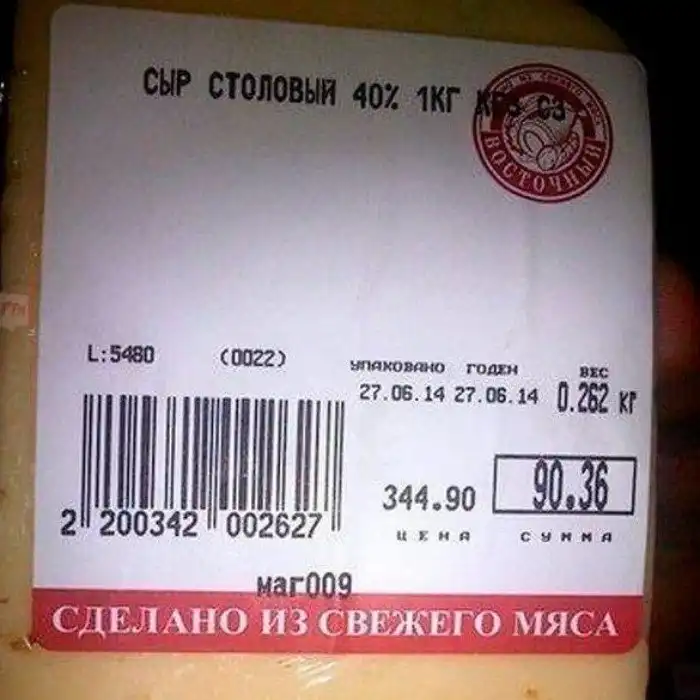 СЫР СТОЛОВЫЙ 40% 1КГ
ВОСТОЧНЫЙ
L:5480 (0022)
УПАКОВАНО ГОДЕН ВЕС
27.06.14 27.06.14 0.262 кг
344.90 90.36
ЦЕНА СУММА
2 200342 002627
маг009
СДЕЛАНО ИЗ СВЕЖЕГО МЯСА